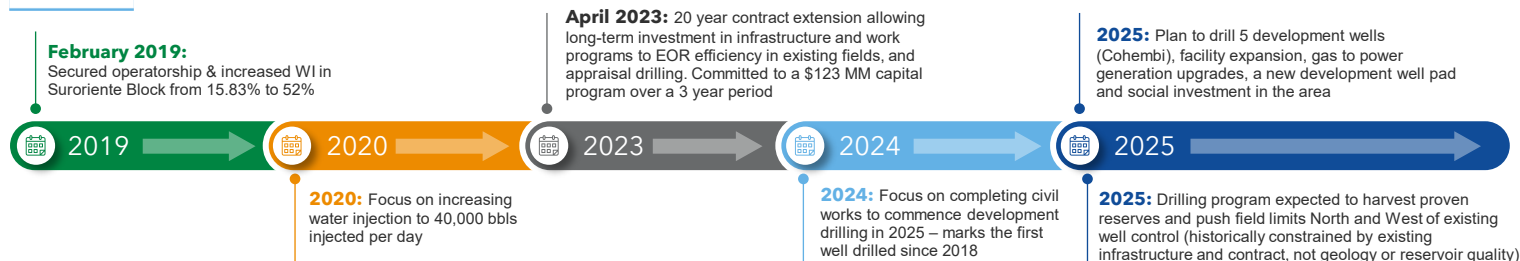 February 2019:
Secured operatorship & increased WI in
Suroriente Block from 15.83% to 52%
April 2023: 20 year contract extension allowing
long-term investment in infrastructure and work
programs to EOR efficiency in existing fields, and
appraisal drilling. Committed to a $123 MM capital
program over a 3 year period
2025: Plan to drill 5 development wells
(Cohembi), facility expansion, gas to power
generation upgrades, a new development well pad
and social investment in the area
2019
2020
2023
2024
2025
2020: Focus on increasing
water injection to 40,000 bbls
injected per day
2024: Focus on completing civil
works to commence development
drilling in 2025 – marks the first
well drilled since 2018
2025: Drilling program expected to harvest proven
reserves and push field limits North and West of existing
well control (historically constrained by existing
infrastructure and contract, not geology or reservoir quality)